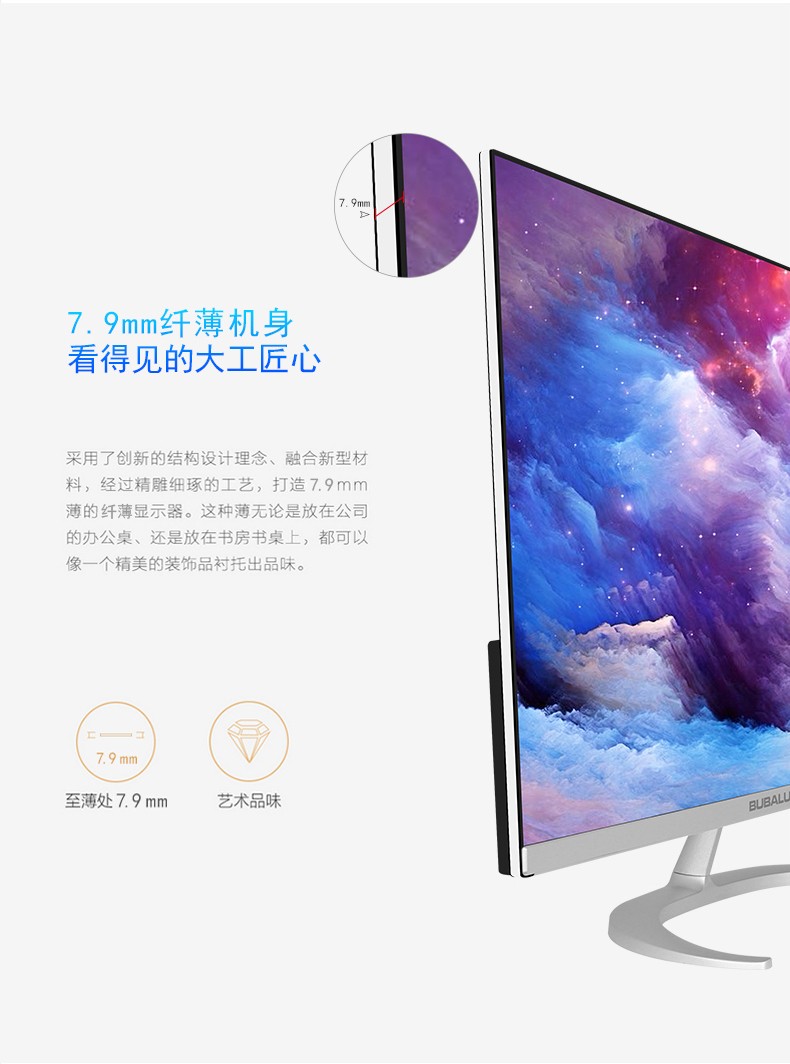 7.9mm
7.9mm纤薄机身
看得见的大工匠心
采用了创新的结构设计理念、融合新型材
料，经过精雕细琢的工艺，打造7.9mm
薄的纤薄显示器。这种薄无论是放在公司
的办公桌、还是放在书房书桌上，都可以
像一个精美的装饰品衬托出品味。
7.9mm
至薄处7.9mm
艺术品味
BUBALU